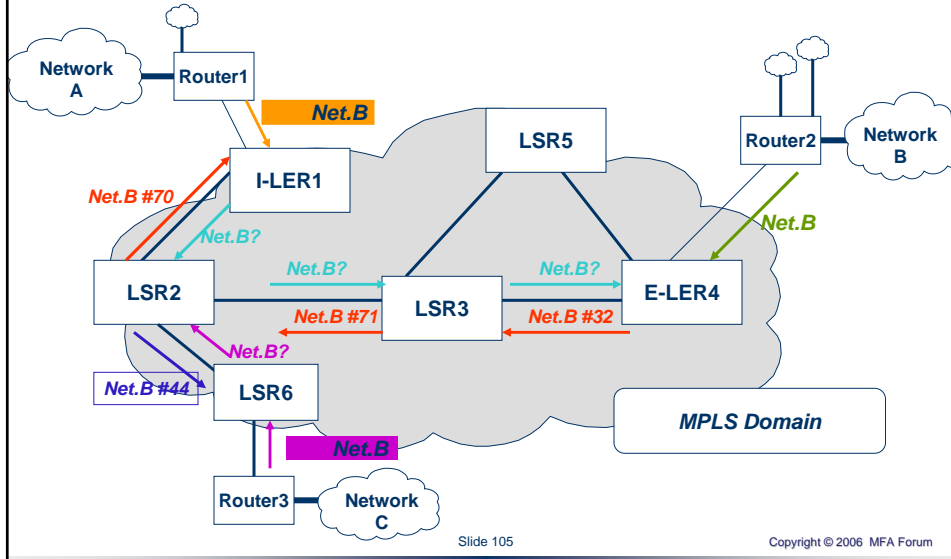 Network
A
Router1
Net.B
LSR5
Router2
Network
B
I-LER1
Net.B #70
Net.B?
Net.B
LSR2
Net.B?
LSR3
Net.B?
E-LER4
Net.B #71
Net.B #32
Net.B?
Net.B #44
LSR6
MPLS Domain
Net.B
Router3
Network
C
Slide 105
Copyright © 2006 MFA Forum